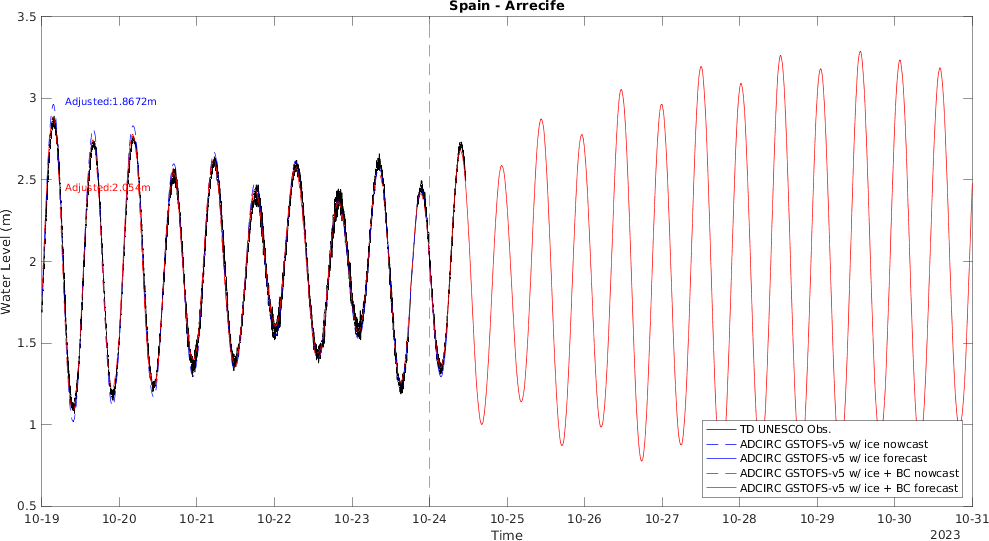 Spain - Arrecife
3.5
3
2.5
2
1.5
1
0.5
Water Level (m)
Adjusted:1.8672m
Adjusted:2.054m
TD UNESCO Obs.
ADCIRC GSTOFS-v5 w/ ice nowcast
ADCIRC GSTOFS-v5 w/ ice forecast
ADCIRC GSTOFS-v5 w/ ice + BC nowcast
ADCIRC GSTOFS-v5 w/ ice + BC forecast
10-19 10-20 10-21 10-22 10-23 10-24 10-25 10-26 10-27 10-28 10-29 10-30 10-31
Time
2023